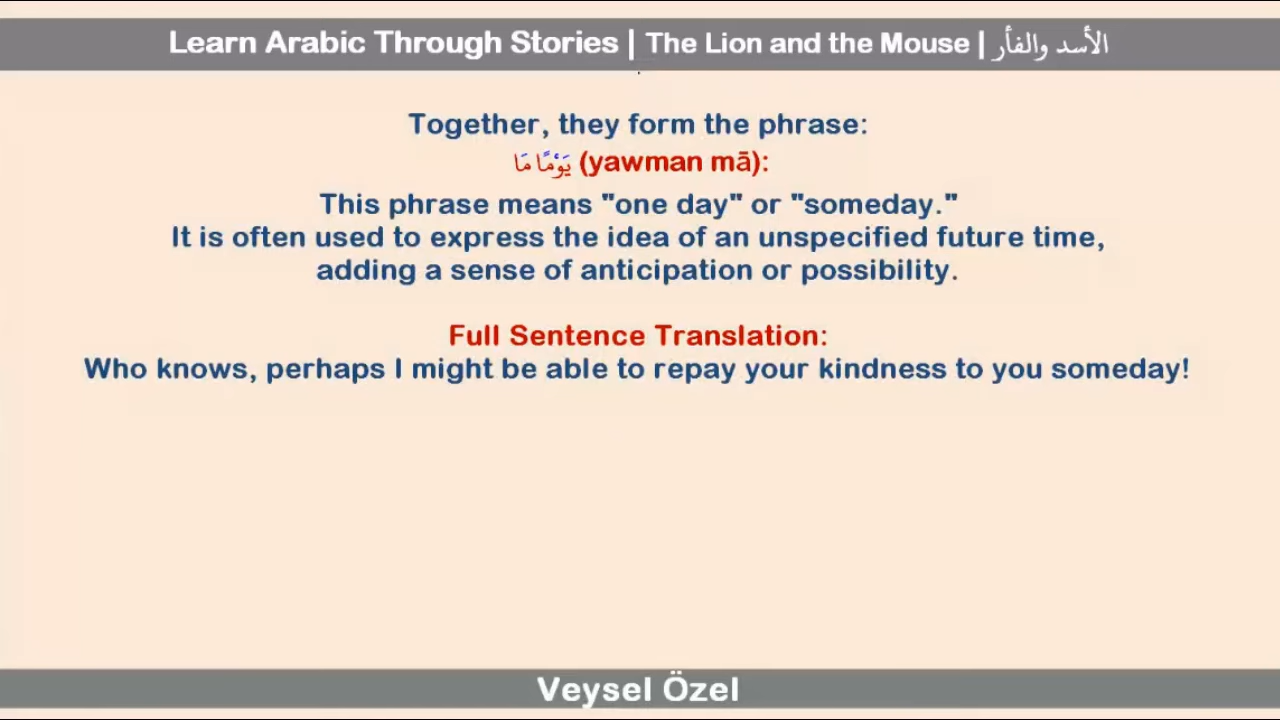 Learn Arabic Through Stories | The Lion and the Mouse | الأسد والفأر
Together, they form the phrase:
يَوْمًا مَا (yawman mā):
This phrase means "one day" or "someday."
It is often used to express the idea of an unspecified future time,
adding a sense of anticipation or possibility.
Full Sentence Translation:
Who knows, perhaps I might be able to repay your kindness to you someday!
Veysel Özel